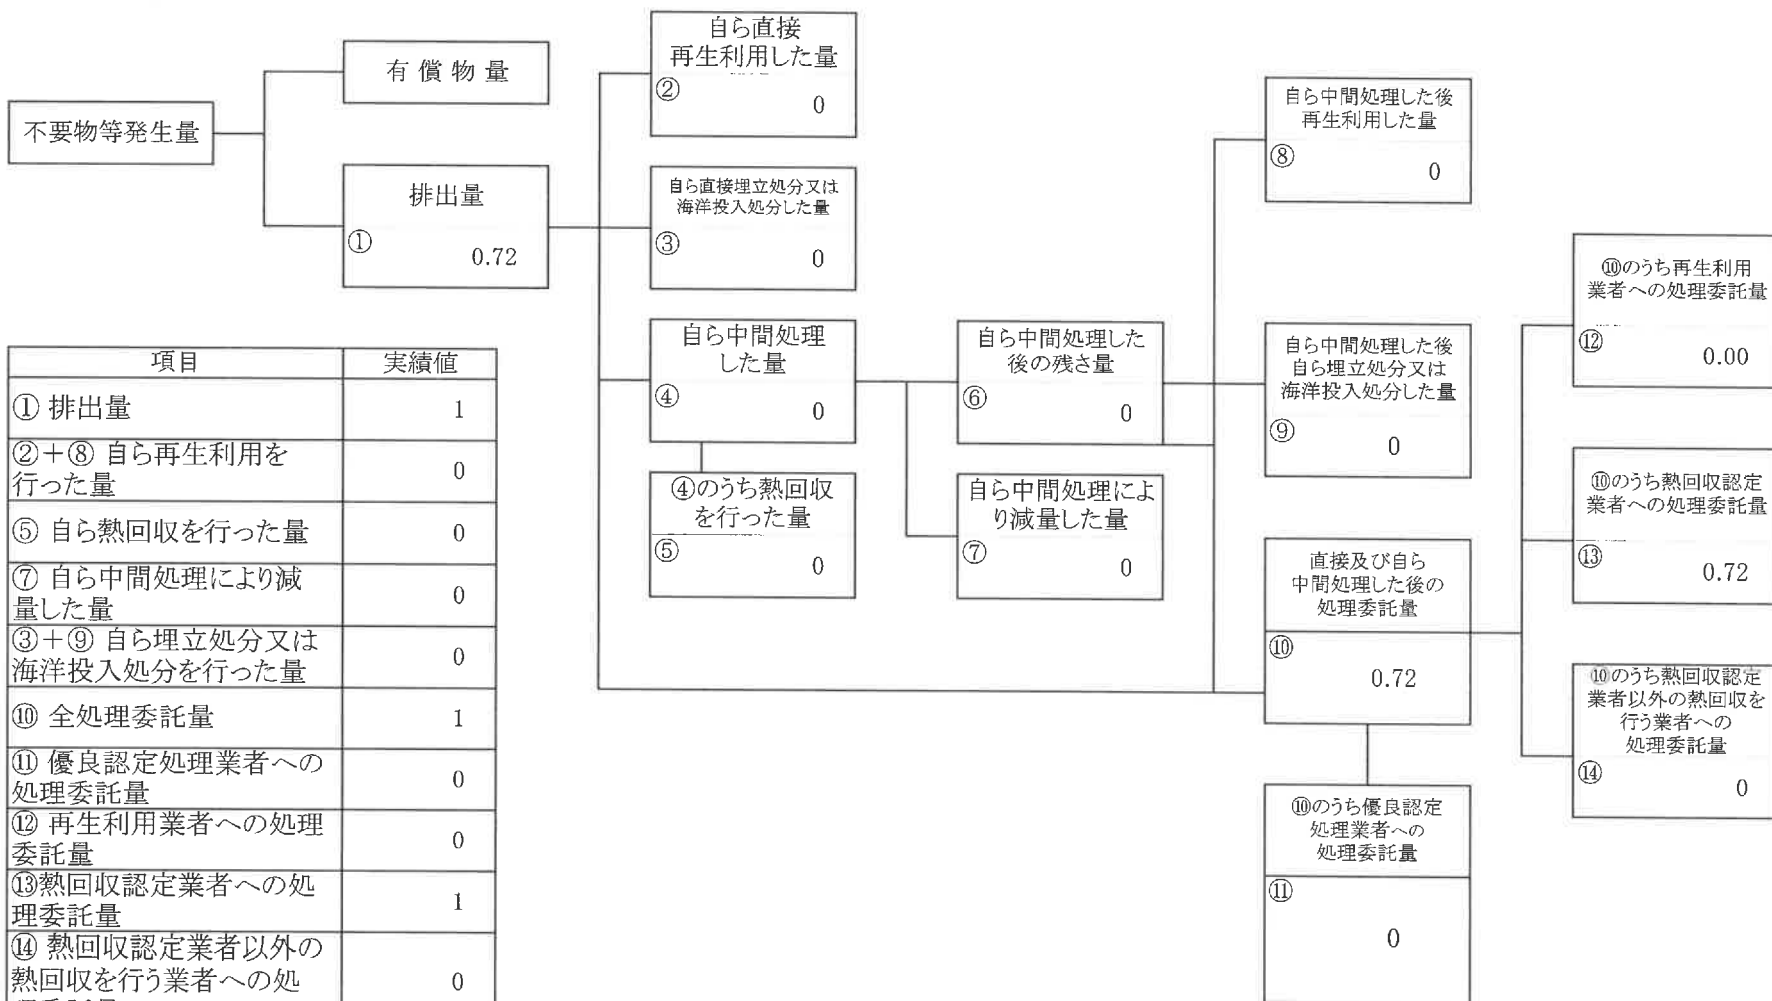 不要物等発生量
有償物量
排出量
①
0.72
自ら直接
再生利用した量
②
0
自ら直接埋立処分又は
海洋投入処分した量
③
0
自ら中間処理
した量
④
0
④のうち熱回収
を行った量
⑤
0
自ら中間処理した
後の残さ量
⑥
0
自ら中間処理によ
り減量した量
⑦
0
自ら中間処理した後
再生利用した量
⑧
0
自ら中間処理した後
自ら埋立処分又は
海洋投入処分した量
⑨
0
直接及び自ら
中間処理した後の
処理委託量
⑩
0.72
⑩のうち優良認定
処理業者への
処理委託量
⑪
0
⑩のうち再生利用
業者への処理委託量
⑫
0.00
⑩のうち熱回収認定
業者への処理委託量
⑬
0.72
⑩のうち熱回収認定
業者以外の熱回収を
行う業者への
処理委託量
⑭
0
項目 実績値
① 排出量 1
②+⑧ 自ら再生利用を
行った量 0
⑤ 自ら熱回収を行った量 0
⑦ 自ら中間処理により減
量した量 0
③+⑨ 自ら埋立処分又は
海洋投入処分を行った量 0
⑩ 全処理委託量 1
⑪ 優良認定処理業者への
処理委託量 0
⑫ 再生利用業者への処理
委託量 0
⑬熱回収認定業者への処
理委託量 1
⑭ 熱回収認定業者以外の
熱回収を行う業者への処 0